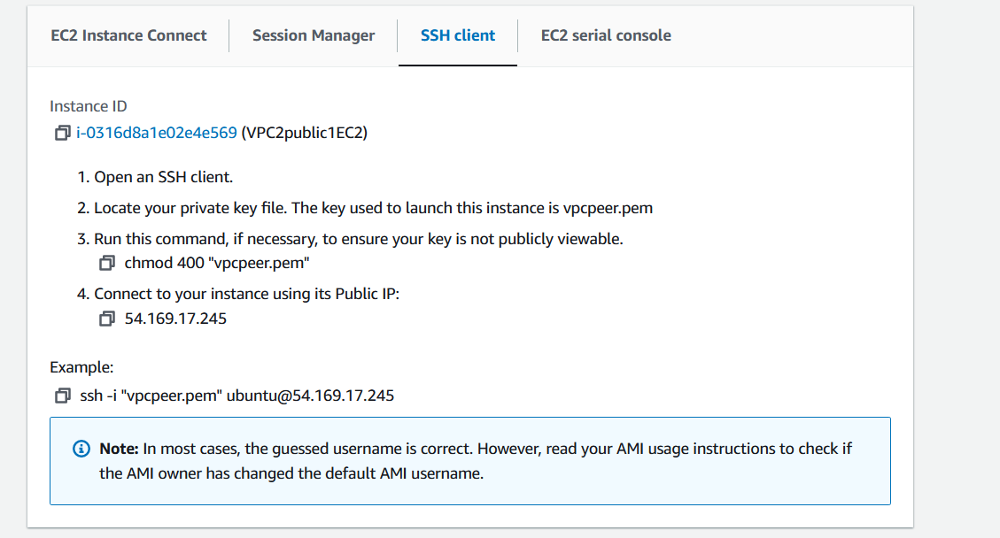 EC2 Instance Connect
Session Manager
SSH client
EC2 serial console
Instance ID
i-0316d8a1e02e4e569 (VPC2public1EC2)
1. Open an SSH client.
2. Locate your private key file. The key used to launch this instance is vpcpeer.pem
3. Run this command, if necessary, to ensure your key is not publicly viewable.
chmod 400 "vpcpeer.pem"
4. Connect to your instance using its Public IP:
54.169.17.245
Example:
ssh -i "vpcpeer.pem" ubuntu@54.169.17.245
Note: In most cases, the guessed username is correct. However, read your AMI usage instructions to check if
the AMI owner has changed the default AMI username.